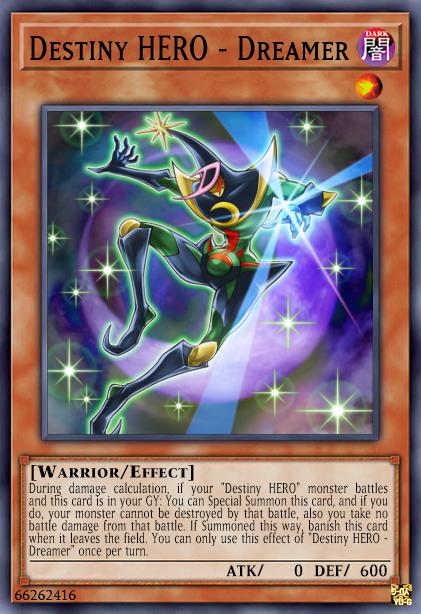 DESTINY HERO - DREAMER
DARK
闇
[WARRIOR/EFFECT]
During damage calculation, if your "Destiny HERO" monster battles
and this card is in your GY: You can Special Summon this card, and if you
do, your monster cannot be destroyed by that battle, also you take no
battle damage from that battle. If Summoned this way, banish this card
when it leaves the field. You can only use this effect of "Destiny HERO -
Dreamer" once per turn.
ATK/ 0 DEF/ 600
66262416